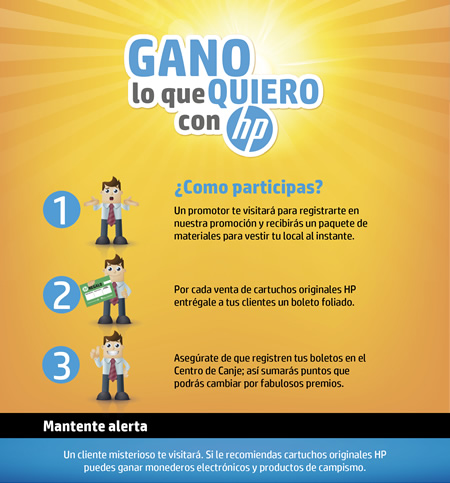 GANO
lo que QUIERO
con hp
¿Como participas?
1
Un promotor te visitará para registrarte en
nuestra promoción y recibirás un paquete de
materiales para vestir tu local al instante.
2
Por cada venta de cartuchos originales HP
entrégale a tus clientes un boleto foliado.
3
Asegúrate de que registren tus boletos en el
Centro de Canje; así sumarás puntos que
podrás cambiar por fabulosos premios.
Mantente alerta
Un cliente misterioso te visitará. Si le recomiendas cartuchos originales HP
puedes ganar monederos electrónicos y productos de campismo.